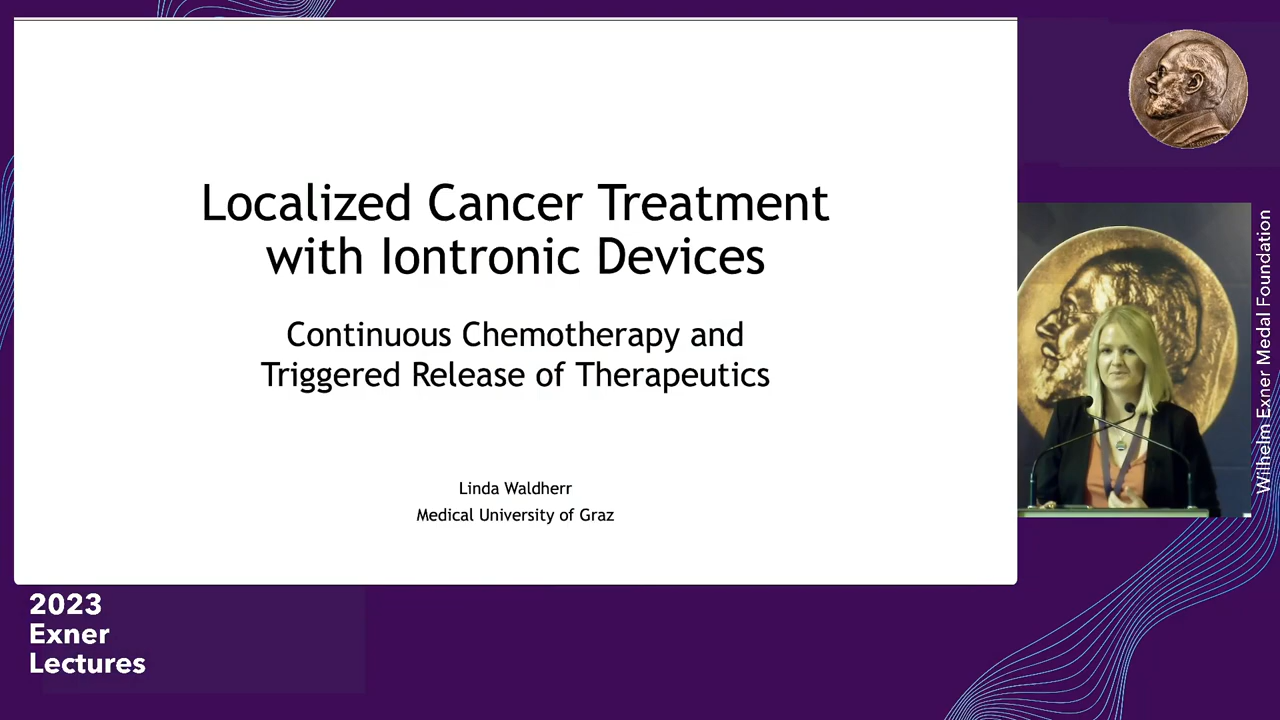 Localized Cancer Treatment
with Iontronic Devices
Continuous Chemotherapy and
Triggered Release of Therapeutics
Linda Waldherr
Medical University of Graz
Wilhelm Exner Medal Foundation
2023
Exner
Lectures